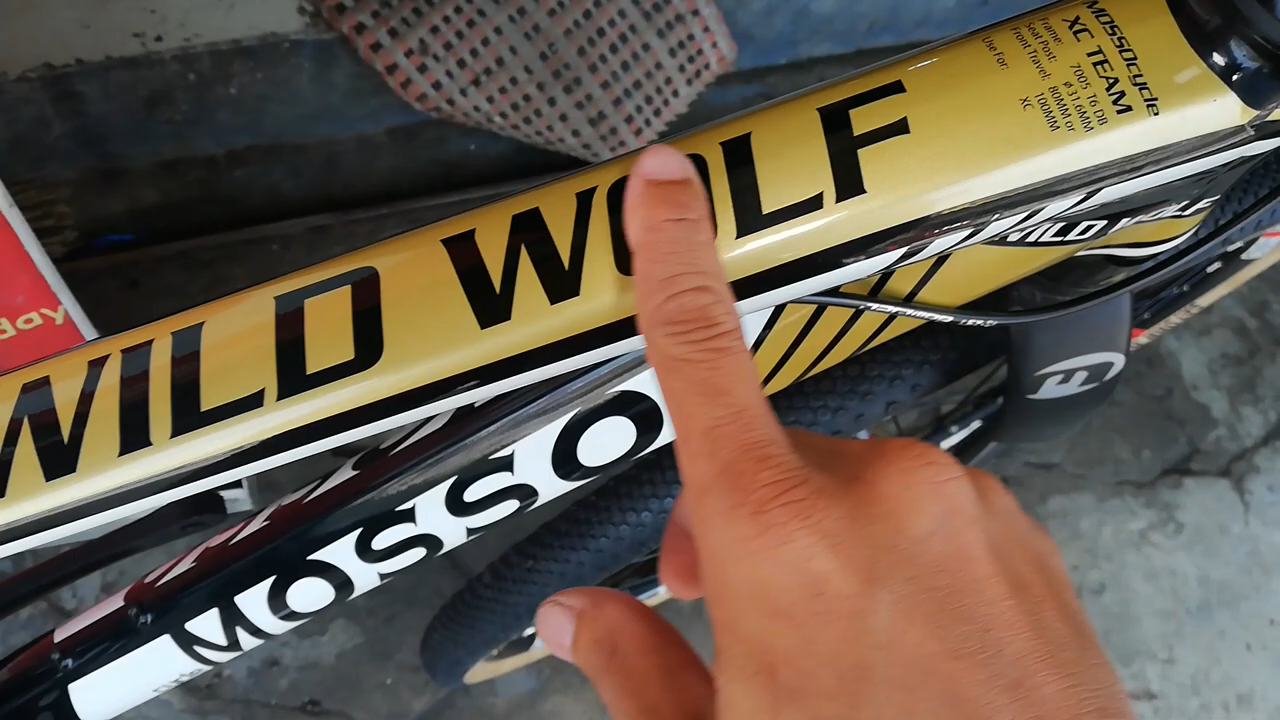 WILD WOLF
MOSSOcycle
XC TEAM
Frame: 7005 T6 DB
Seat Post: ø 31.6MM
Front Travel: 80MM or
100MM
Use For: XC
WILD WOLF
MOSSO
day